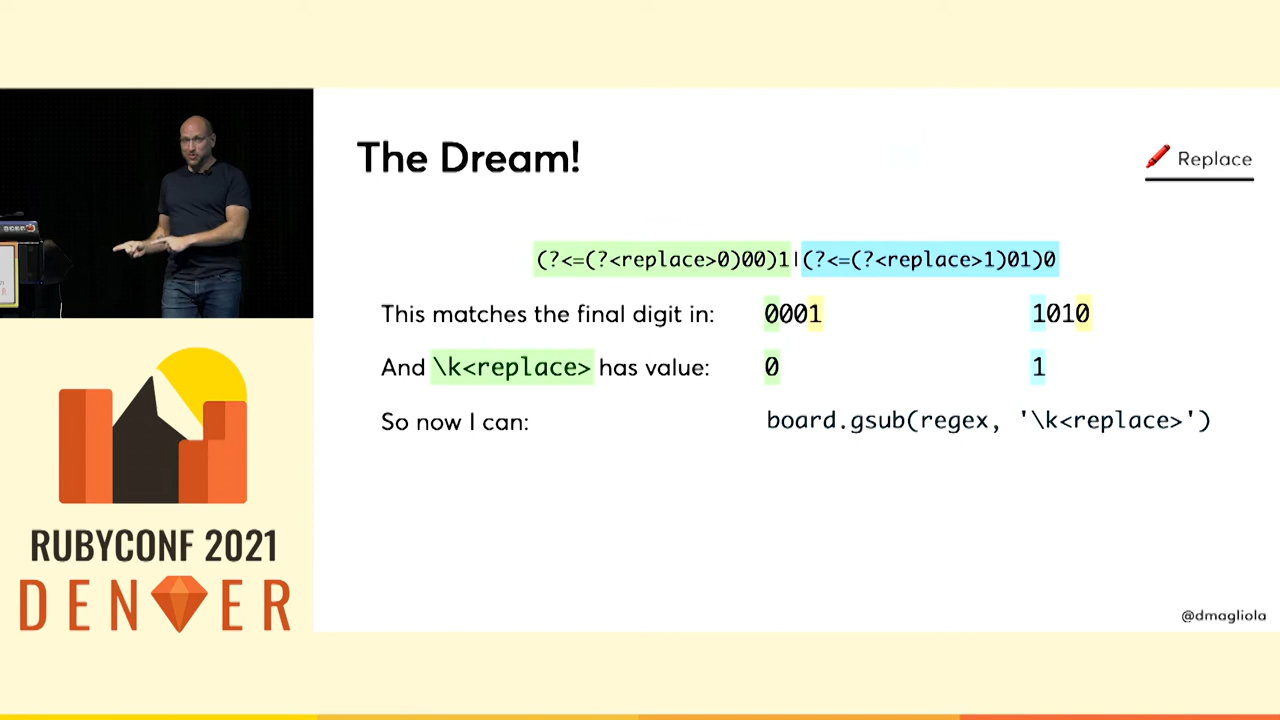 The Dream!
Replace
(?<=(?<replace>0)00)1|(?<=(?<replace>1)01)0
This matches the final digit in: 0001 1010
And \k<replace> has value: 0 1
So now I can: board.gsub(regex, '\k<replace>')
@dmagliola
RUBYCONF 2021
DENVER